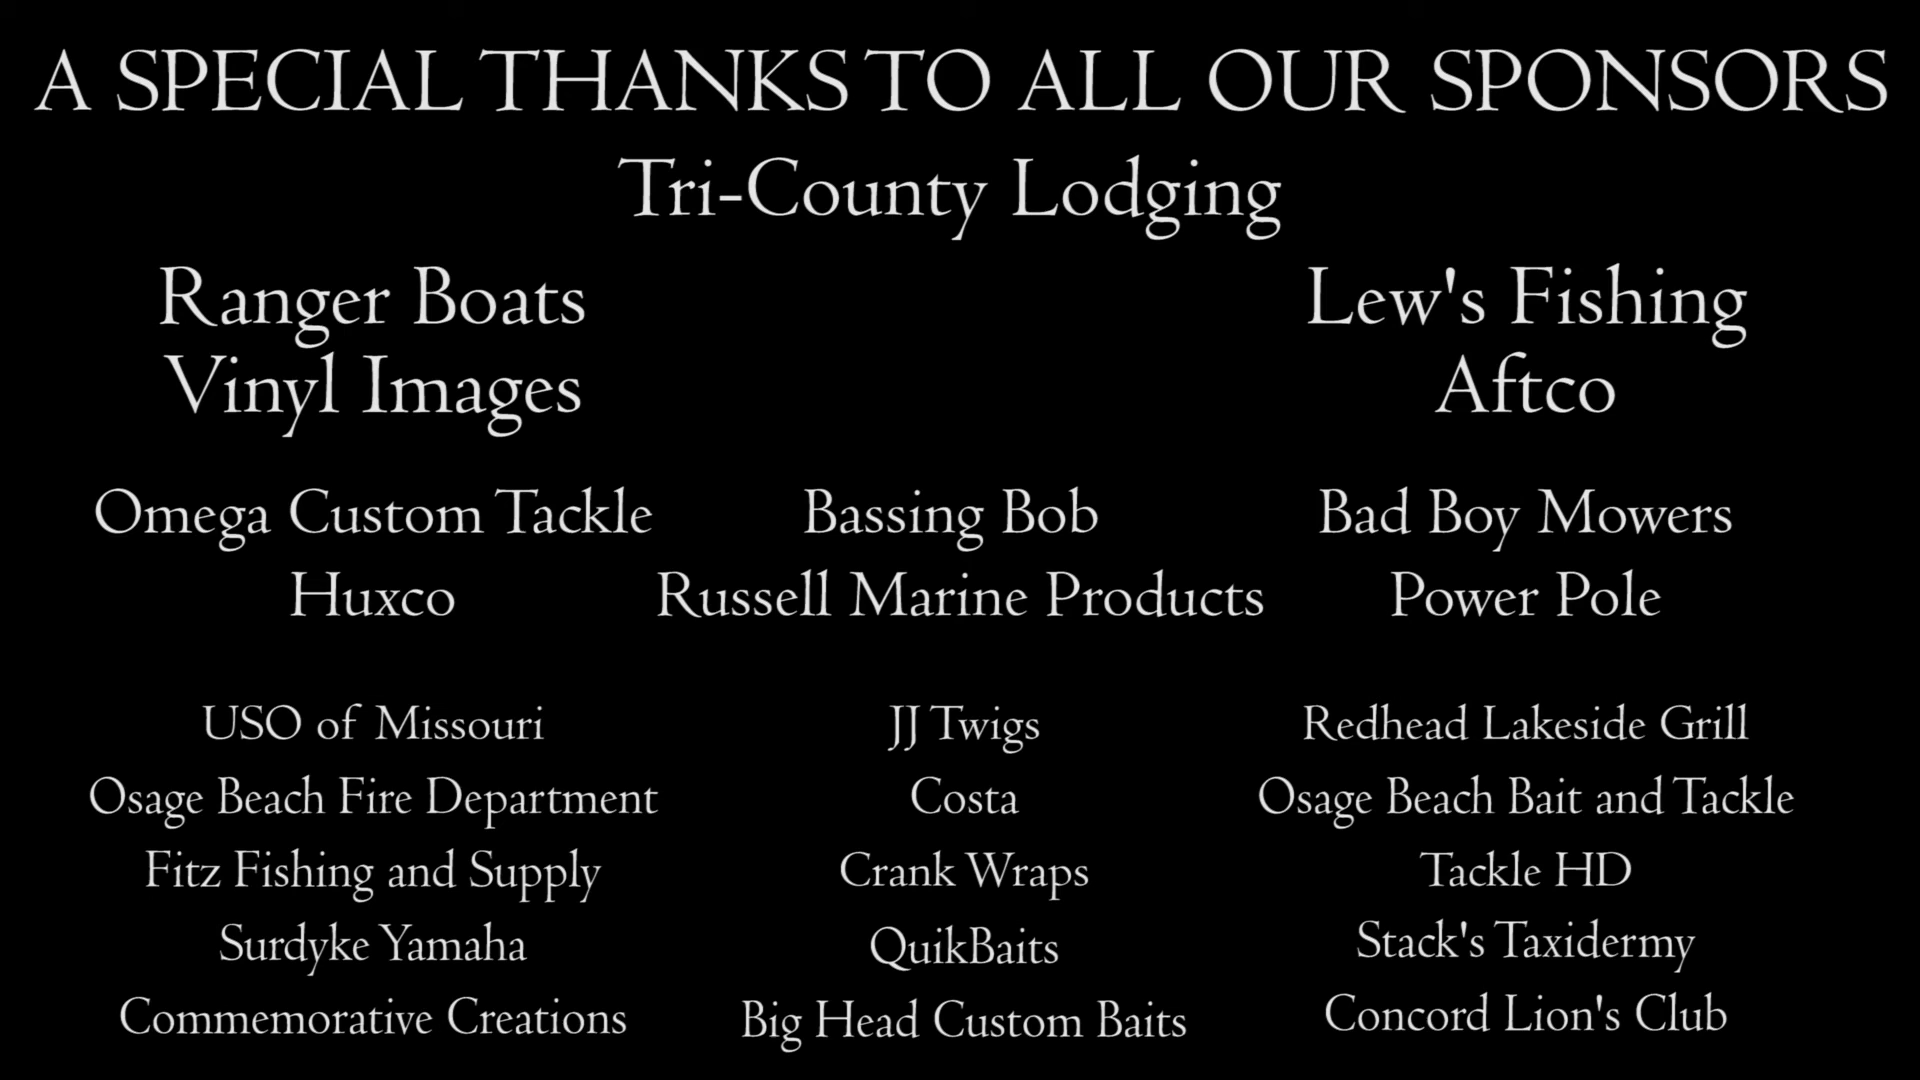 A SPECIAL THANKS TO ALL OUR SPONSORS
Tri-County Lodging
Ranger Boats
Lew's Fishing
Vinyl Images
Aftco
Omega Custom Tackle
Bassing Bob
Bad Boy Mowers
Huxco
Russell Marine Products
Power Pole
USO of Missouri
JJ Twigs
Redhead Lakeside Grill
Osage Beach Fire Department
Costa
Osage Beach Bait and Tackle
Fitz Fishing and Supply
Crank Wraps
Tackle HD
Surdyke Yamaha
QuikBaits
Stack's Taxidermy
Commemorative Creations
Big Head Custom Baits
Concord Lion's Club